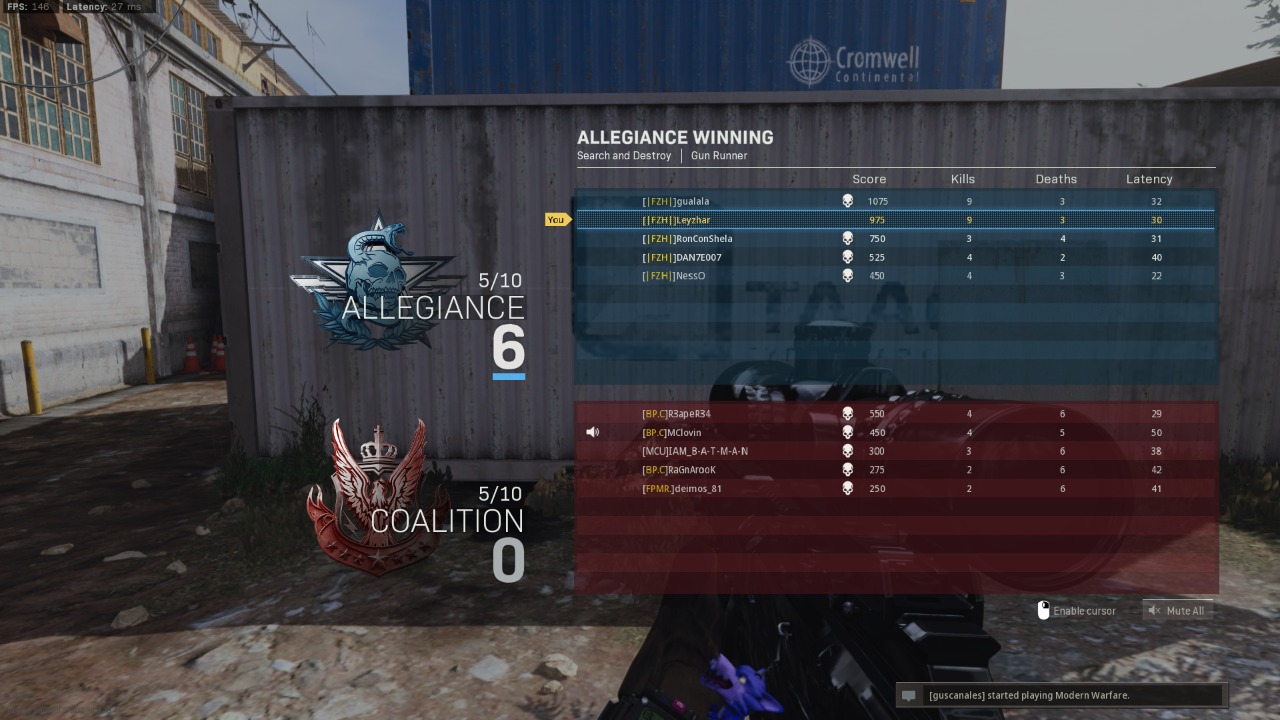 FPS: 146 Latency: 27 ms
Cromwell
Continental
ALLEGIANCE WINNING
Search and Destroy | Gun Runner
Score Kills Deaths Latency
[|FZH|]gualala 1075 9 3 32
You [|FZH|]Leyzhar 975 9 3 30
[|FZH|]RonConShela 750 3 4 31
[|FZH|]DAN7E007 525 4 2 40
[|FZH|]NessO 450 4 3 22
5/10
ALLEGIANCE
6
[BP.C]R3apeR34 550 4 6 29
[BP.C]MClovin 450 4 5 50
[MCU]IAM_B-A-T-M-A-N 300 3 6 38
[BP.C]RaGnArooK 275 2 6 42
[FPMR.]deimos_81 250 2 6 41
5/10
COALITION
0
Enable cursor Mute All
[guscanales] started playing Modern Warfare.